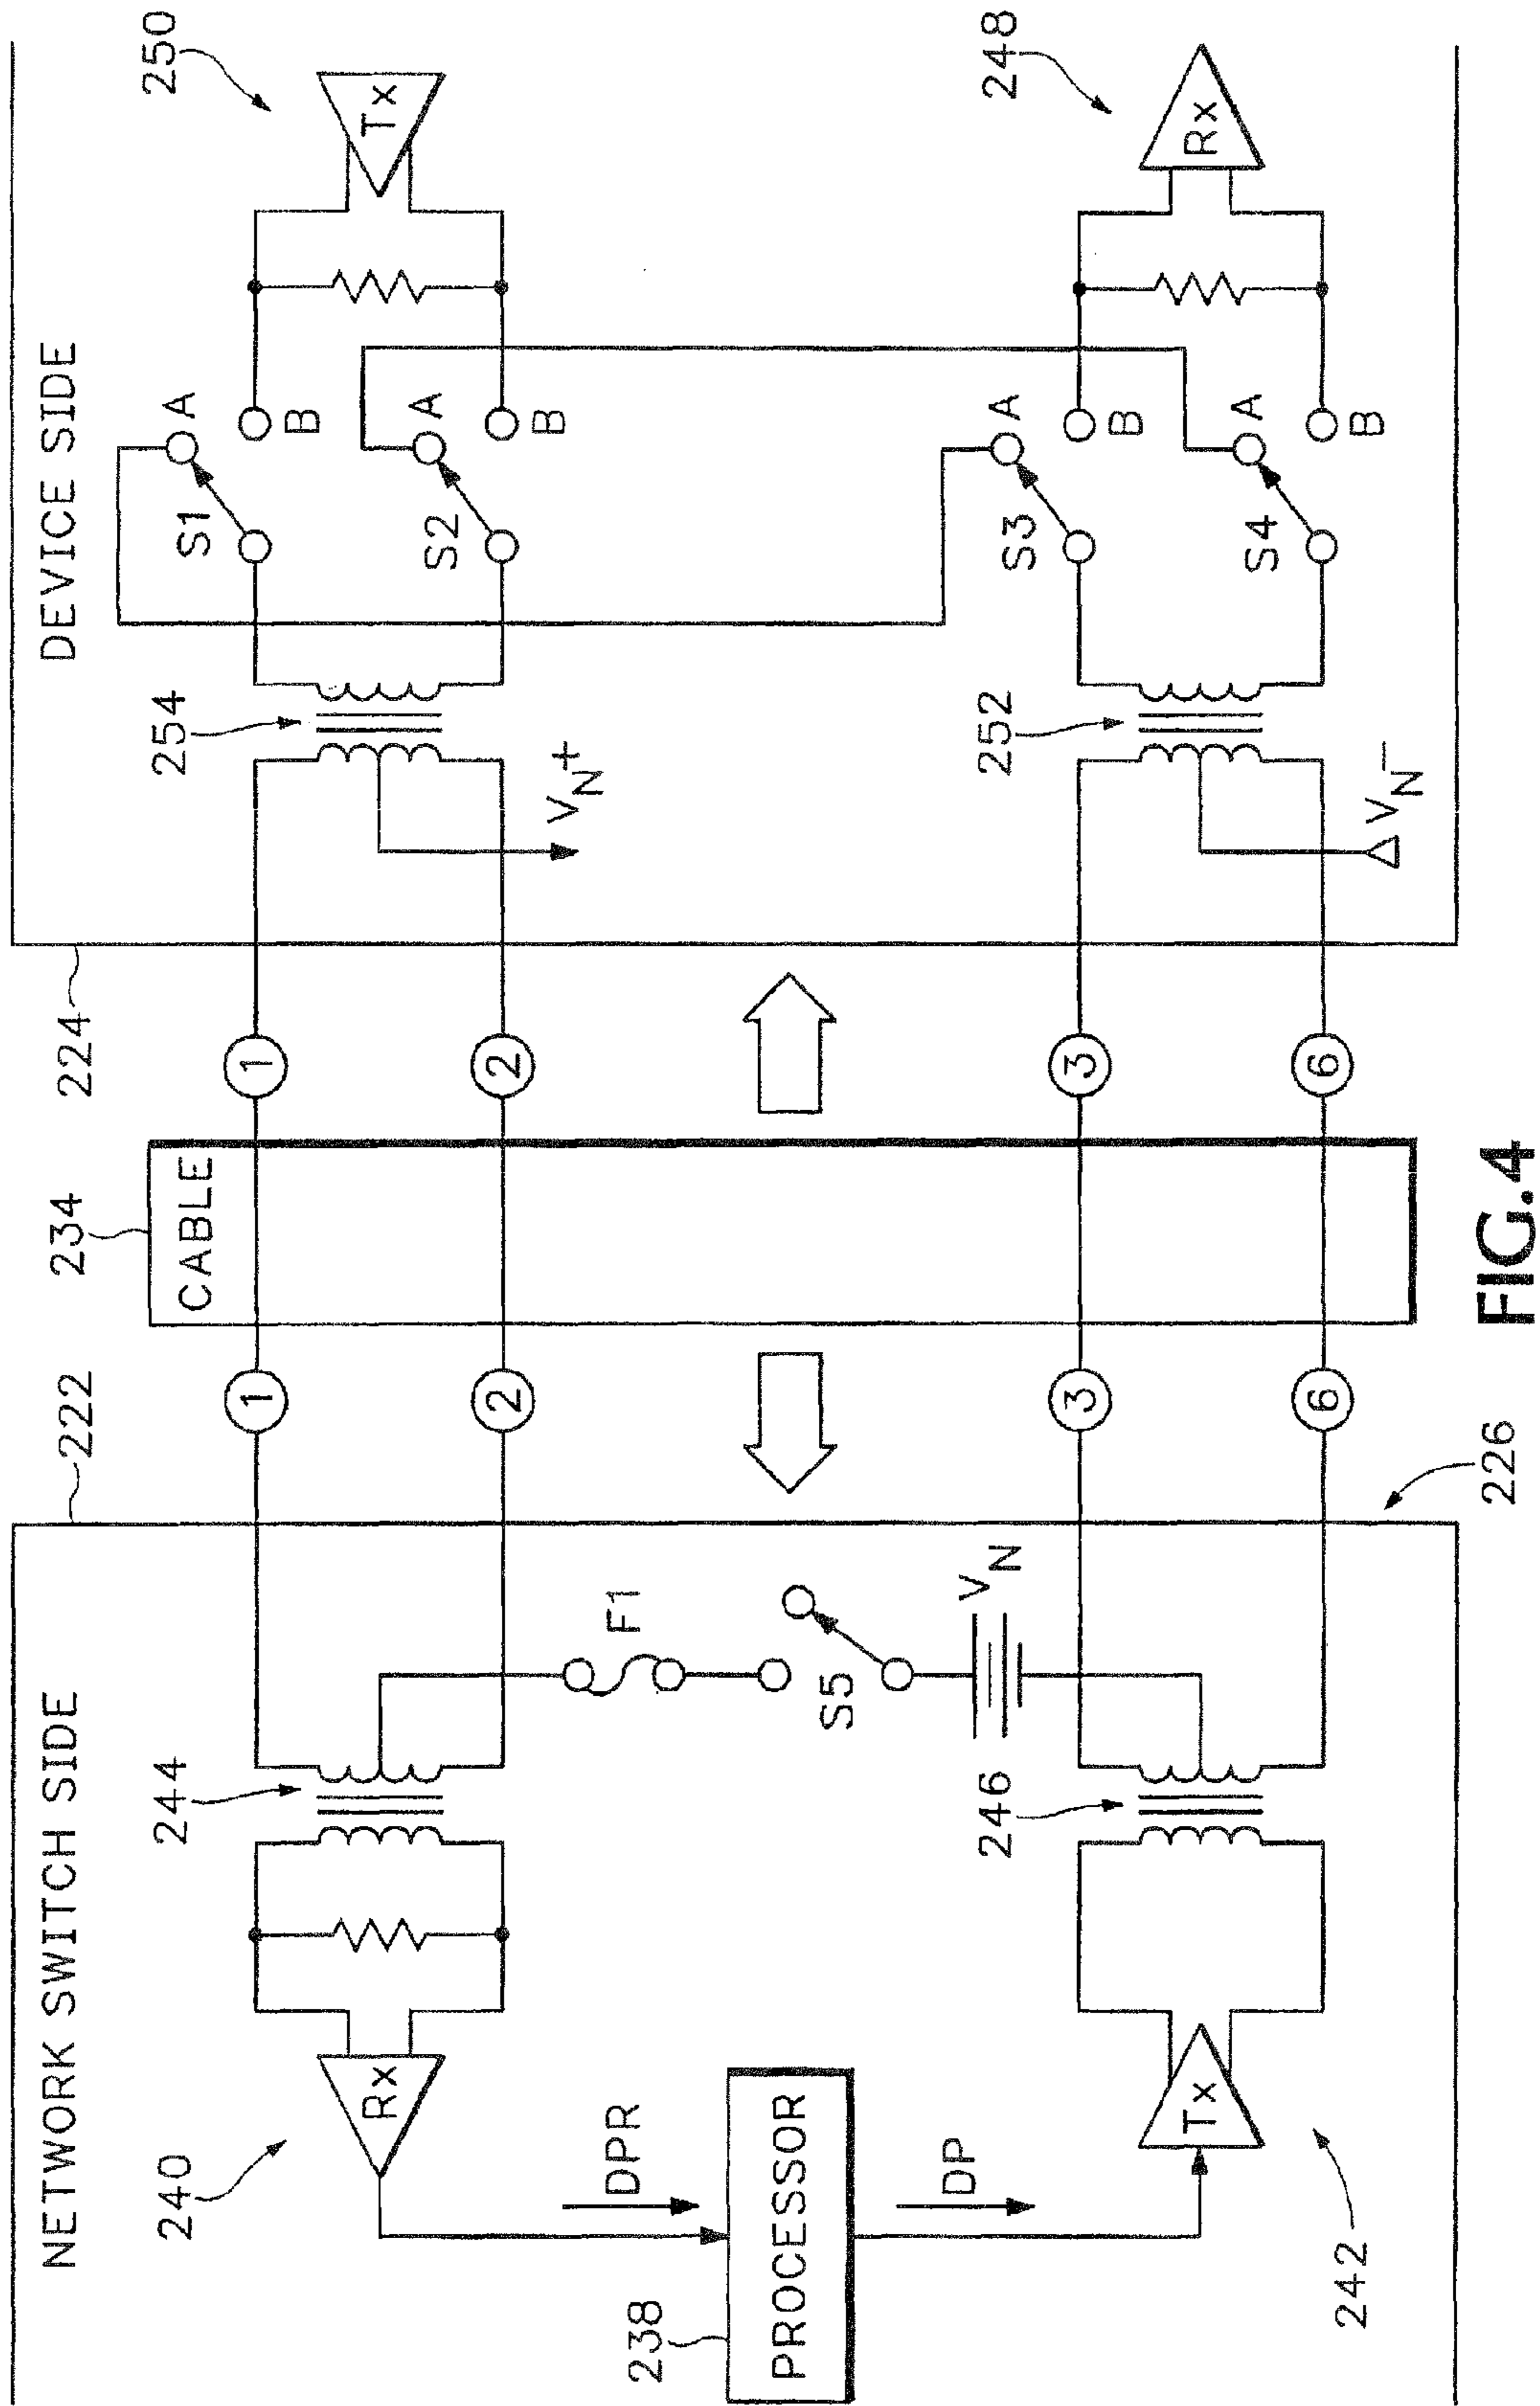 NETWORK SWITCH SIDE
222
234
CABLE
224
DEVICE SIDE
240
Rx
244
1
1
254
S1
A
B
250
Tx
2
2
S2
A
B
DPR
F1
V_N+
238
PROCESSOR
S5
DP
V_N
246
3
3
252
S3
A
B
248
Rx
Tx
242
6
6
V_N-
S4
A
B
226
FIG.4